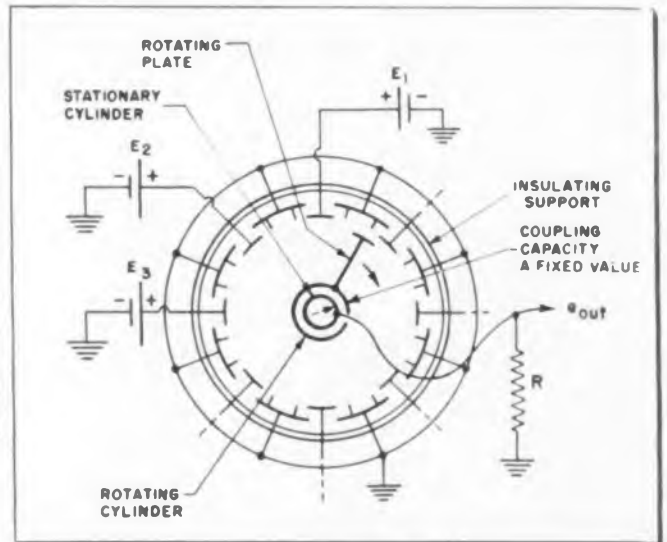 ROTATING
PLATE
E1
+ -
STATIONARY
CYLINDER
E2
- +
INSULATING
SUPPORT
COUPLING
CAPACITY
A FIXED VALUE
E3
- +
eout
R
ROTATING
CYLINDER